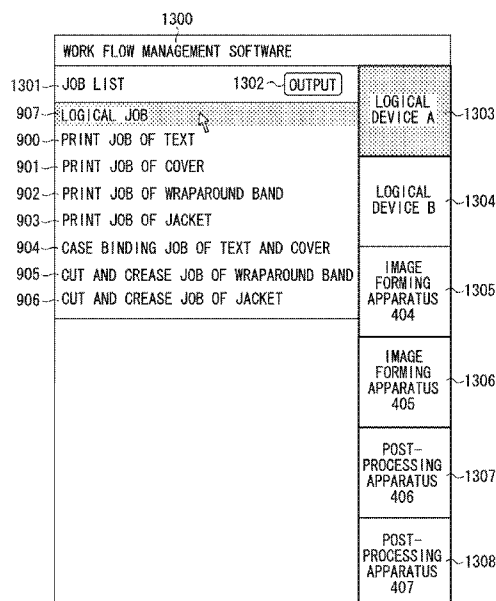 1300
WORK FLOW MANAGEMENT SOFTWARE
1301 JOB LIST 1302 OUTPUT
907 LOGICAL JOB
900 PRINT JOB OF TEXT
901 PRINT JOB OF COVER
902 PRINT JOB OF WRAPAROUND BAND
903 PRINT JOB OF JACKET
904 CASE BINDING JOB OF TEXT AND COVER
905 CUT AND CREASE JOB OF WRAPAROUND BAND
906 CUT AND CREASE JOB OF JACKET
LOGICAL
DEVICE A
1303
LOGICAL
DEVICE B
1304
IMAGE
FORMING
APPARATUS
404
1305
IMAGE
FORMING
APPARATUS
405
1306
POST-
PROCESSING
APPARATUS
406
1307
POST-
PROCESSING
APPARATUS
407
1308